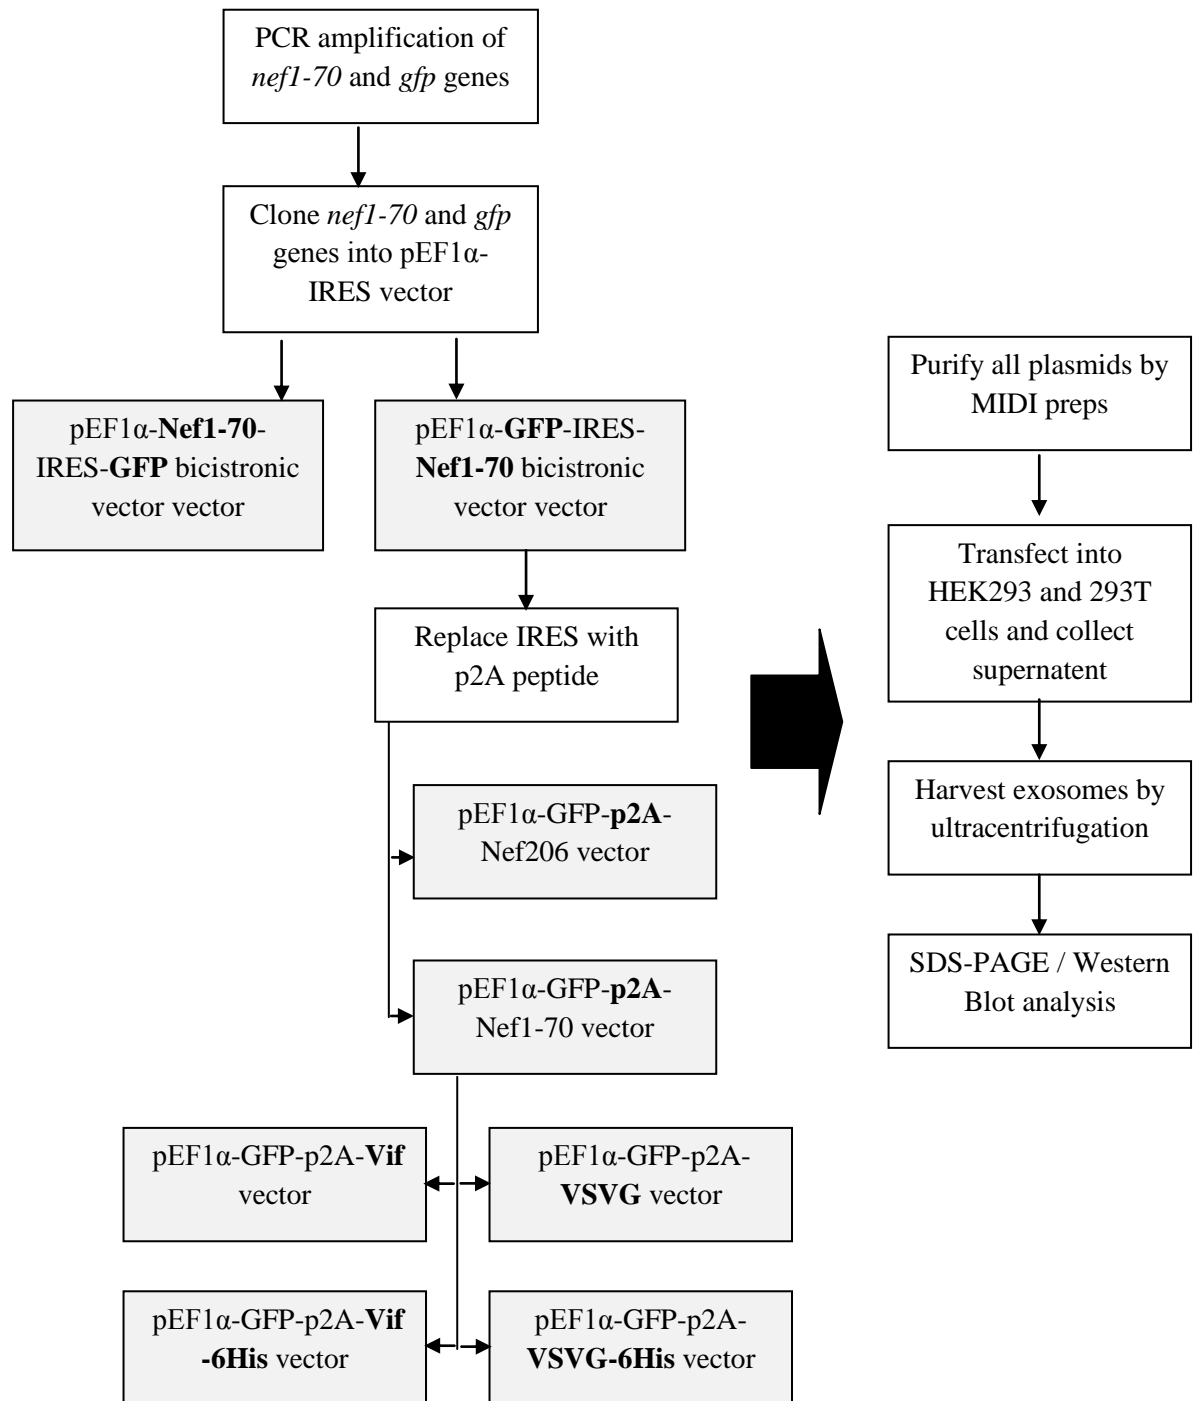 PCR amplification of
nef1-70 and gfp genes
Clone nef1-70 and gfp
genes into pEF1α-
IRES vector
pEF1α-Nef1-70-
IRES-GFP bicistronic
vector vector
pEF1α-GFP-IRES-
Nef1-70 bicistronic
vector vector
Replace IRES with
p2A peptide
pEF1α-GFP-p2A-
Nef206 vector
pEF1α-GFP-p2A-
Nef1-70 vector
pEF1α-GFP-p2A-Vif
vector
pEF1α-GFP-p2A-
VSVG vector
pEF1α-GFP-p2A-Vif
-6His vector
pEF1α-GFP-p2A-
VSVG-6His vector
Purify all plasmids by
MIDI preps
Transfect into
HEK293 and 293T
cells and collect
supernatent
Harvest exosomes by
ultracentrifugation
SDS-PAGE / Western
Blot analysis